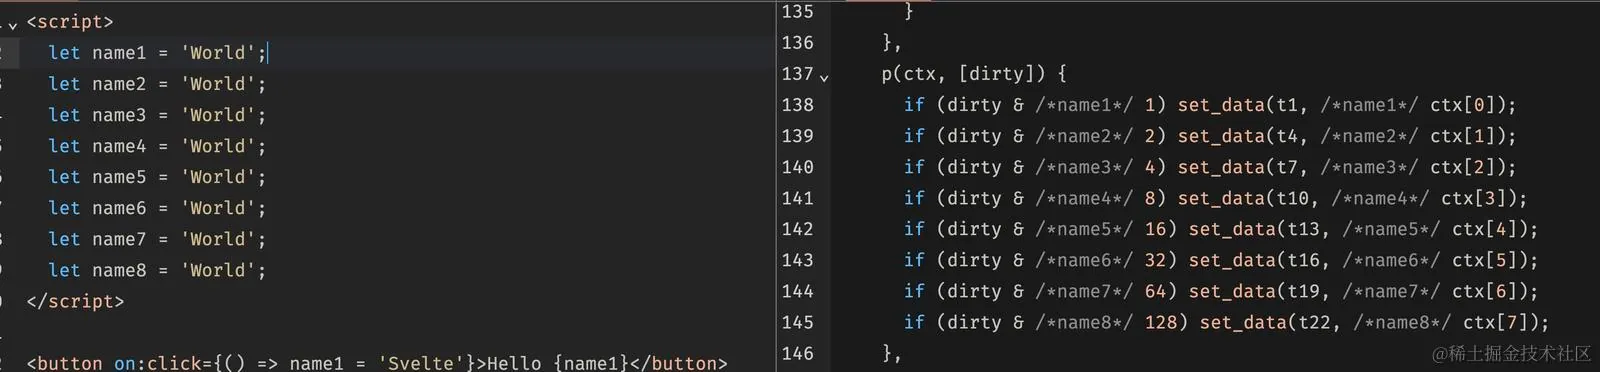 <script>
let name1 = 'World';
let name2 = 'World';
let name3 = 'World';
let name4 = 'World';
let name5 = 'World';
let name6 = 'World';
let name7 = 'World';
let name8 = 'World';
</script>
<button on:click={() => name1 = 'Svelte'}>Hello {name1}</button>
135 }
136 },
137 p(ctx, [dirty]) {
138 if (dirty & /*name1*/ 1) set_data(t1, /*name1*/ ctx[0]);
139 if (dirty & /*name2*/ 2) set_data(t4, /*name2*/ ctx[1]);
140 if (dirty & /*name3*/ 4) set_data(t7, /*name3*/ ctx[2]);
141 if (dirty & /*name4*/ 8) set_data(t10, /*name4*/ ctx[3]);
142 if (dirty & /*name5*/ 16) set_data(t13, /*name5*/ ctx[4]);
143 if (dirty & /*name6*/ 32) set_data(t16, /*name6*/ ctx[5]);
144 if (dirty & /*name7*/ 64) set_data(t19, /*name7*/ ctx[6]);
145 if (dirty & /*name8*/ 128) set_data(t22, /*name8*/ ctx[7]);
146 },
@稀土掘金技术社区